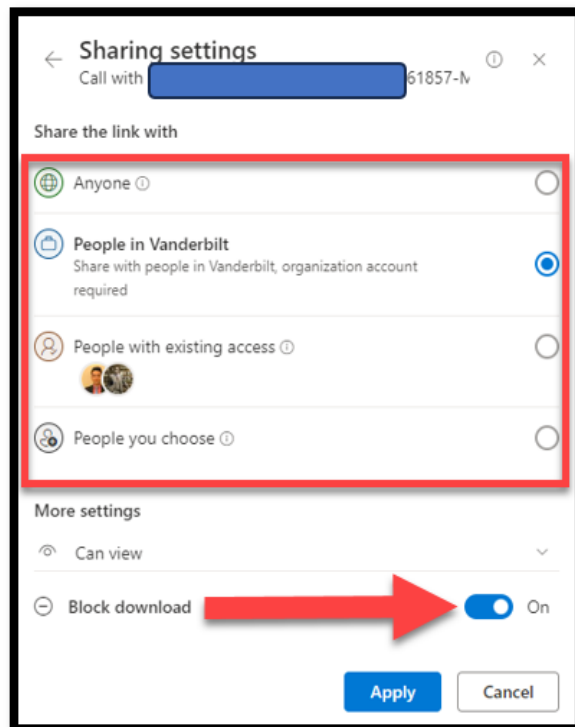 Sharing settings
Call with 61857-M
Share the link with
Anyone
People in Vanderbilt
Share with people in Vanderbilt, organization account
required
People with existing access
People you choose
More settings
Can view
Block download On
Apply Cancel